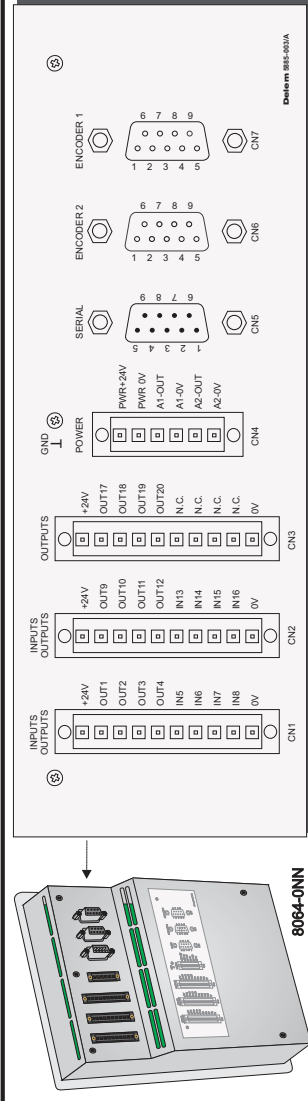 INPUTS
OUTPUTS
+24V
OUT1
OUT2
OUT3
OUT4
IN5
IN6
IN7
IN8
0V
CN1
INPUTS
OUTPUTS
+24V
OUT9
OUT10
OUT11
OUT12
IN13
IN14
IN15
IN16
0V
CN2
OUTPUTS
+24V
OUT17
OUT18
OUT19
OUT20
N.C.
N.C.
N.C.
N.C.
0V
CN3
GND
POWER
PWR+24V
PWR 0V
A1-OUT
A1-0V
A2-OUT
A2-0V
CN4
SERIAL
5 4 3 2 1
9 8 7 6
CN5
ENCODER 2
1 2 3 4 5
6 7 8 9
CN6
ENCODER 1
1 2 3 4 5
6 7 8 9
CN7
Delem 5885-003/A
8064-0NN